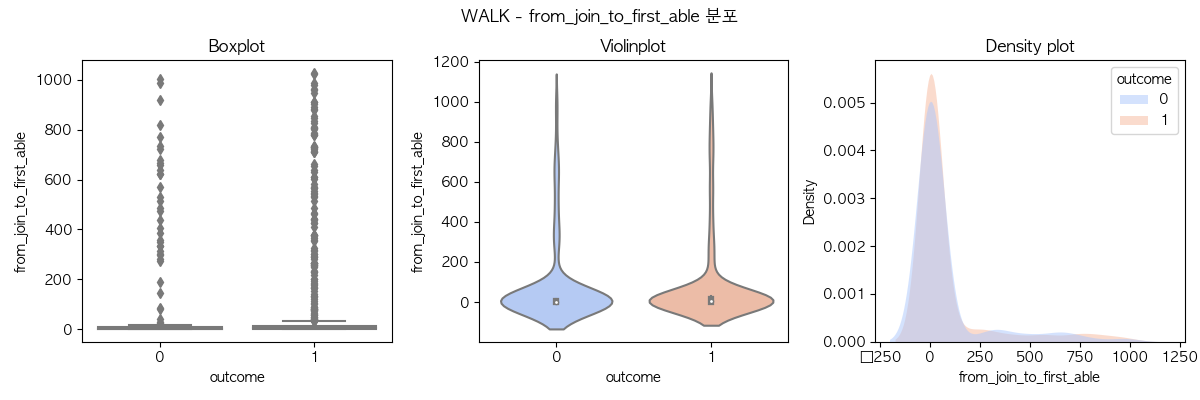 WALK - from_join_to_first_able 분포
Boxplot
from_join_to_first_able
1000
800
600
400
200
0
0 1
outcome
Violinplot
from_join_to_first_able
1200
1000
800
600
400
200
0
0 1
outcome
Density plot
Density
0.005
0.004
0.003
0.002
0.001
0.000
outcome
0
1
□250 0 250 500 750 1000 1250
from_join_to_first_able